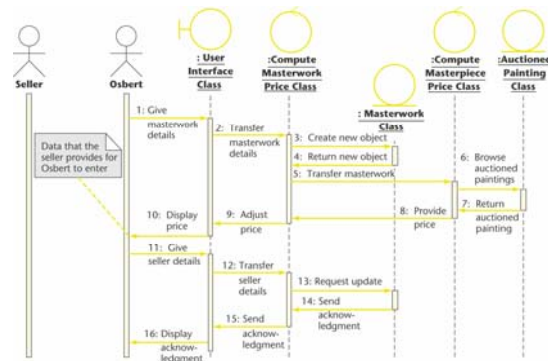 Seller
Osbert
: User
Interface
Class
:Compute
Masterwork
Price Class
: Masterwork
Class
:Compute
Masterpiece
Price Class
:Auctioned
Painting Class
Data that the
seller provides for
Osbert to enter
1: Give
masterwork
details
2: Transfer
masterwork
details
3: Create new object
4: Return new object
5: Transfer masterwork
6: Browse
auctioned
paintings
7: Return
auctioned
painting
8: Provide
price
9: Adjust
price
10: Display
price
11: Give
seller details
12: Transfer
seller details
13: Request update
14: Send
acknow-
ledgment
15: Send
acknow-
ledgment
16: Display
acknow-
ledgment